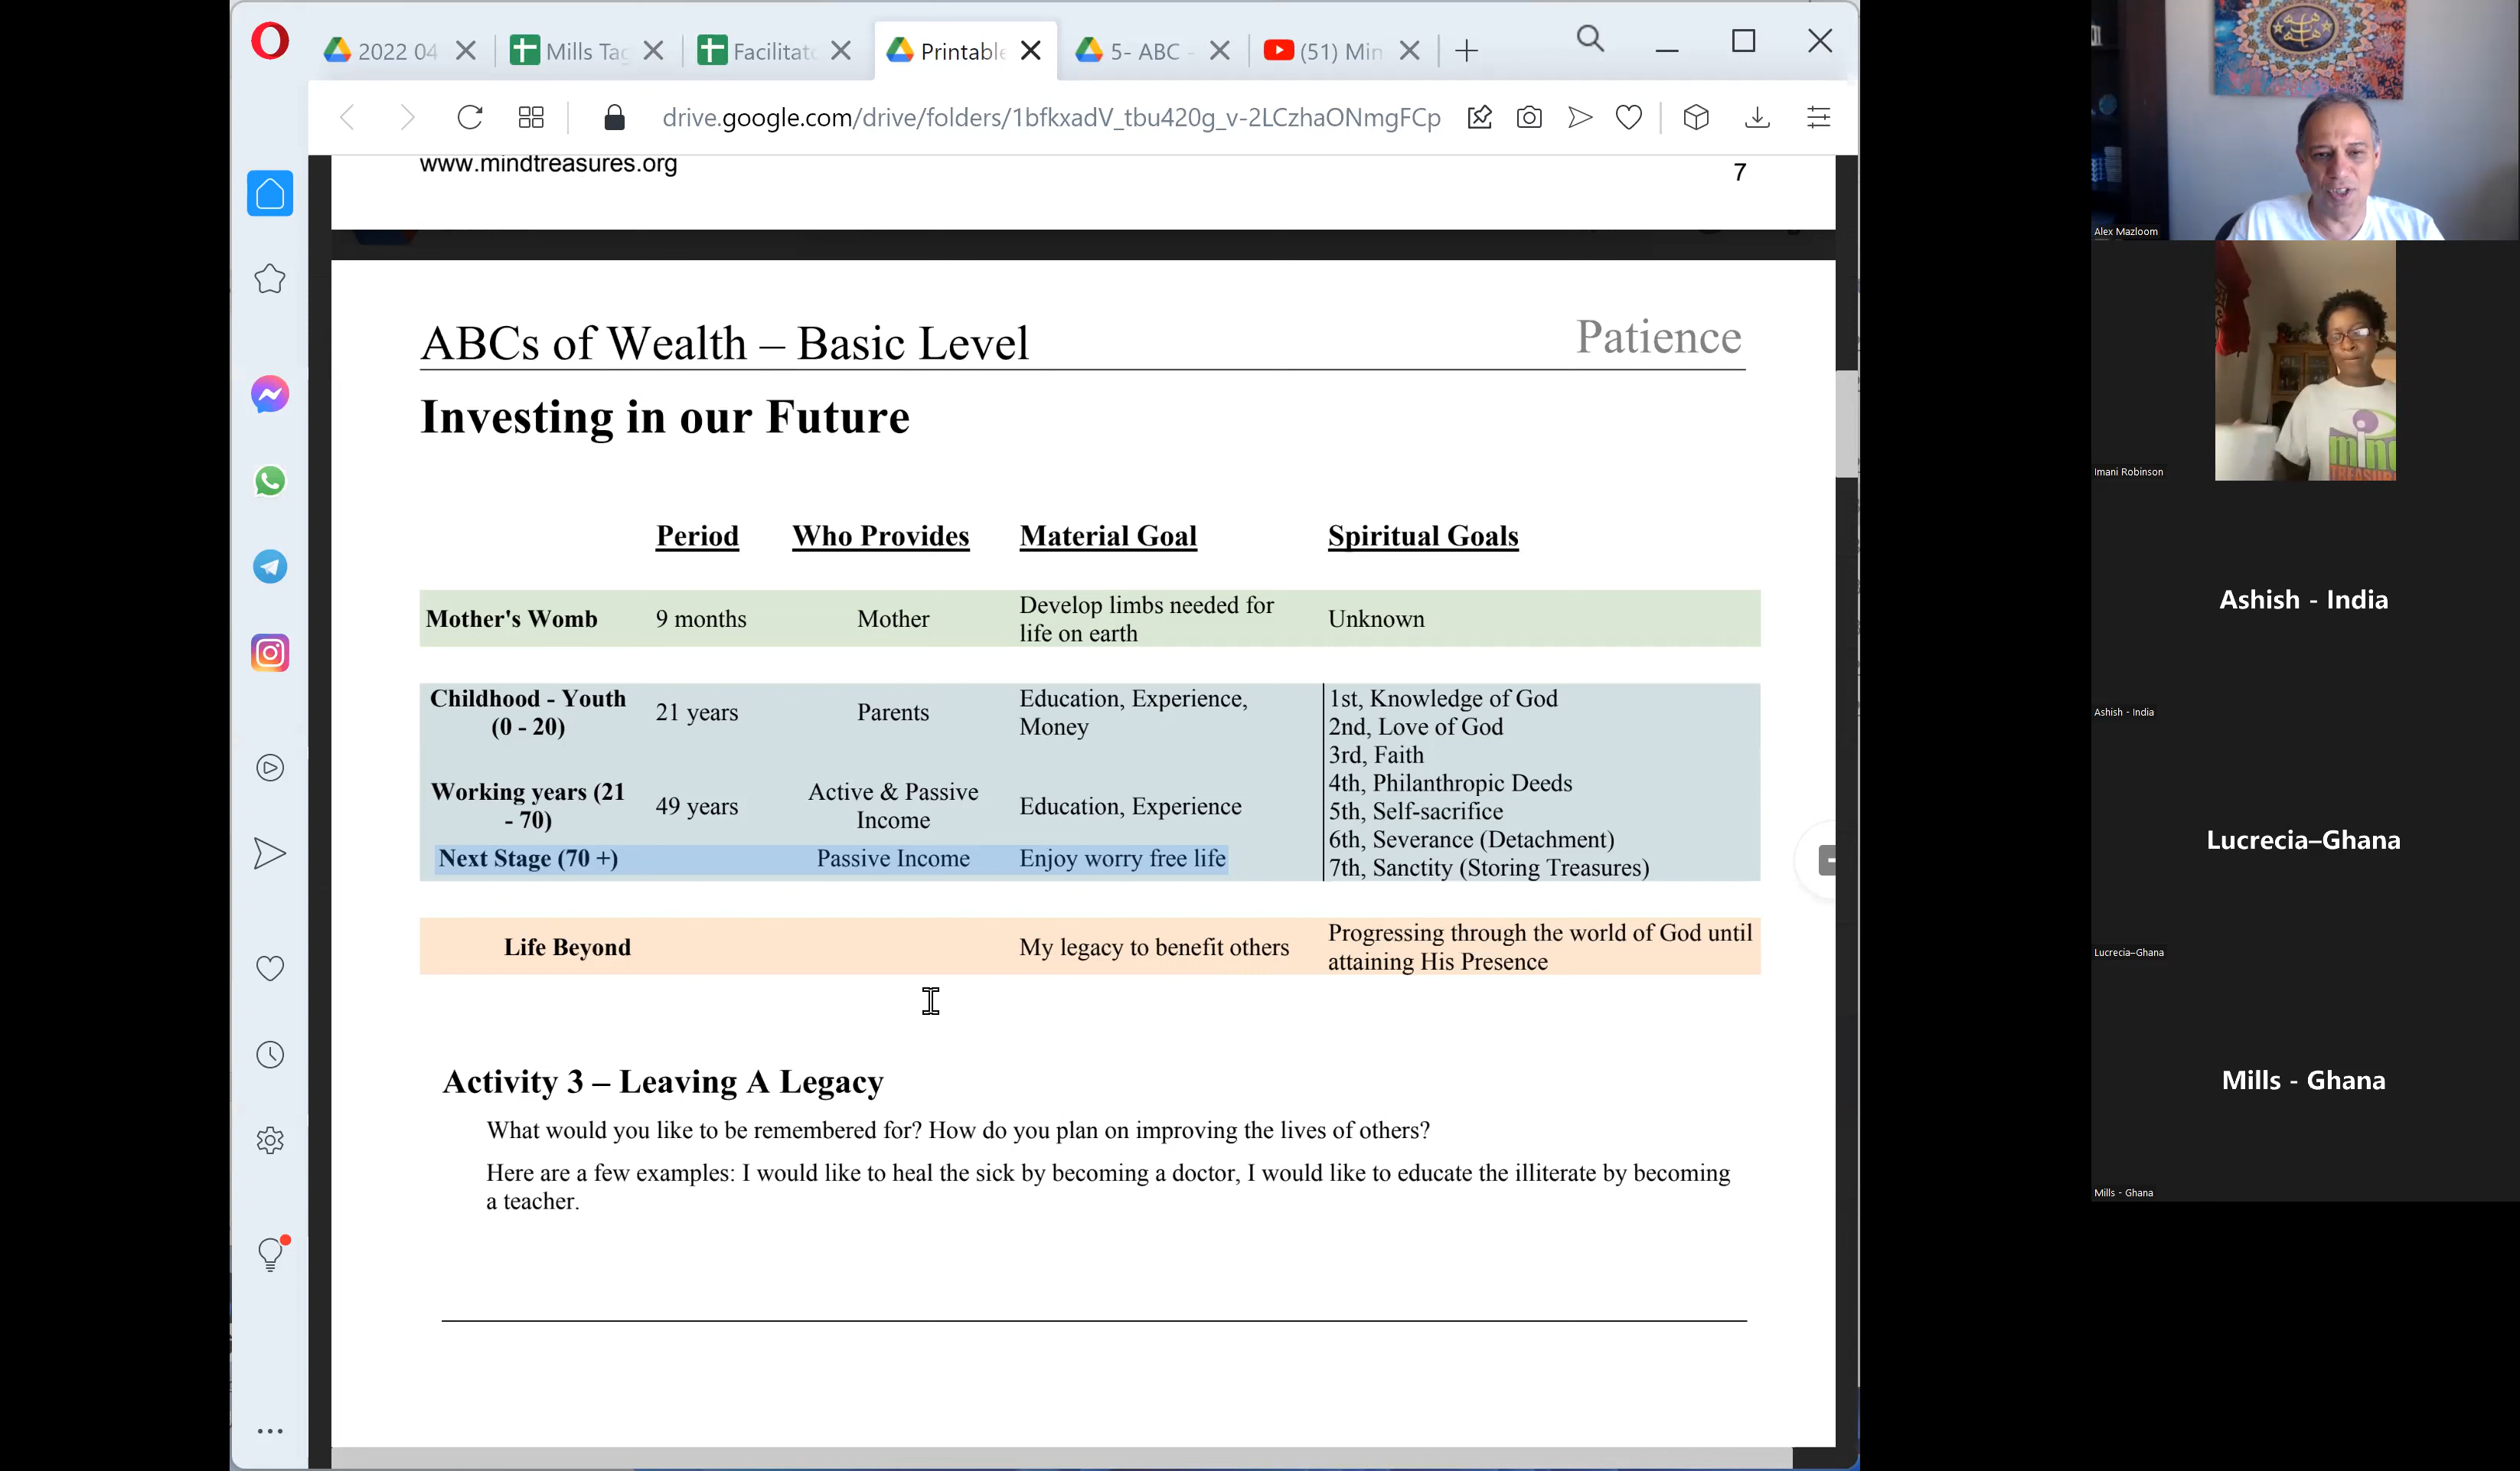 2022 04
Mills Tag
Facilitato
Printable
5- ABC -
(51) Min
drive.google.com/drive/folders/1bfkxadV_tbu420g_v-2LCzhaONmgFCp
www.mindtreasures.org
7
ABCs of Wealth – Basic Level
Patience
Investing in our Future
Period Who Provides Material Goal Spiritual Goals
Mother's Womb 9 months Mother Develop limbs needed for life on earth Unknown
Childhood - Youth (0 - 20) 21 years Parents Education, Experience, Money
Working years (21 - 70) 49 years Active & Passive Income Education, Experience
Next Stage (70 +) Passive Income Enjoy worry free life
1st, Knowledge of God
2nd, Love of God
3rd, Faith
4th, Philanthropic Deeds
5th, Self-sacrifice
6th, Severance (Detachment)
7th, Sanctity (Storing Treasures)
Life Beyond My legacy to benefit others Progressing through the world of God until attaining His Presence
Activity 3 – Leaving A Legacy
What would you like to be remembered for? How do you plan on improving the lives of others?
Here are a few examples: I would like to heal the sick by becoming a doctor, I would like to educate the illiterate by becoming
a teacher.
Alex Mazloom
mind
TREASURE
Imani Robinson
Ashish - India
Ashish - India
Lucrecia–Ghana
Lucrecia–Ghana
Mills - Ghana
Mills - Ghana